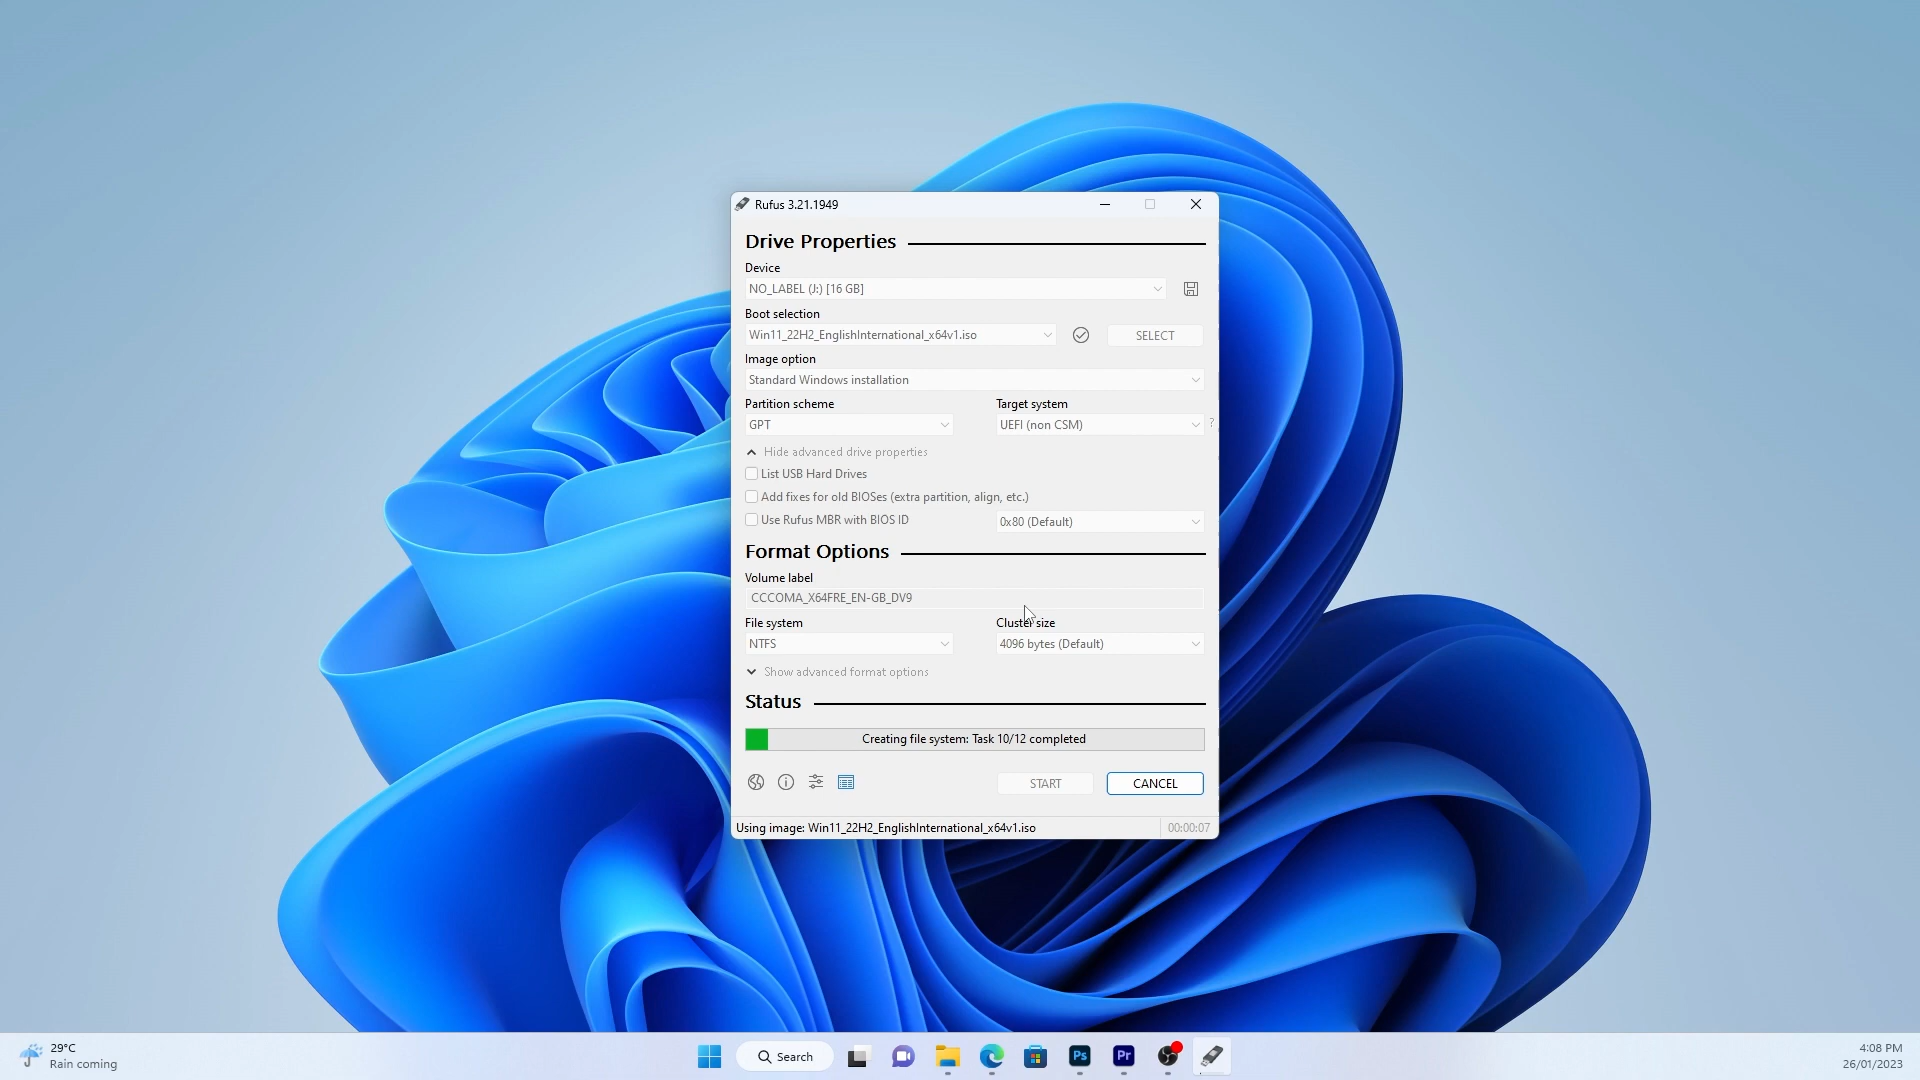 Rufus 3.21.1949
Drive Properties
Device
NO_LABEL (J:) [16 GB]
Boot selection
Win11_22H2_EnglishInternational_x64v1.iso
SELECT
Image option
Standard Windows installation
Partition scheme
Target system
GPT
UEFI (non CSM)
?
Hide advanced drive properties
List USB Hard Drives
Add fixes for old BIOSes (extra partition, align, etc.)
Use Rufus MBR with BIOS ID
0x80 (Default)
Format Options
Volume label
CCCOMA_X64FRE_EN-GB_DV9
File system
Cluster size
NTFS
4096 bytes (Default)
Show advanced format options
Status
Creating file system: Task 10/12 completed
START
CANCEL
Using image: Win11_22H2_EnglishInternational_x64v1.iso
00:00:07
29°C
Rain coming
Search
Ps
Pr
4:08 PM
26/01/2023